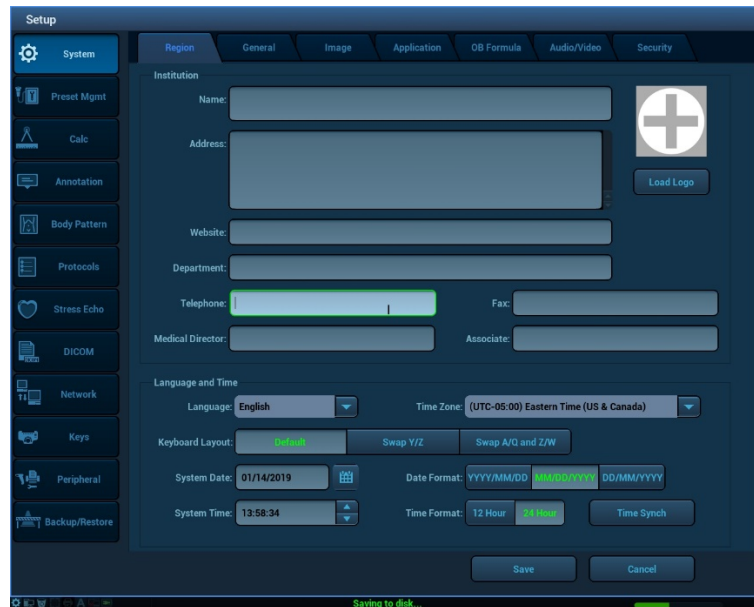 Setup
System
Region General Image Application OB Formula Audio/Video Security
Institution
Preset Mgmt
Name:
Calc
Address:
Load Logo
Annotation
Body Pattern
Website:
Protocols
Department:
Stress Echo
Telephone: Fax:
Medical Director: Associate:
DICOM
Language and Time
Network
Language: English Time Zone: (UTC-05:00) Eastern Time (US & Canada)
Keys
Keyboard Layout: Default Swap Y/Z Swap A/Q and Z/W
Peripheral
System Date: 01/14/2019 Date Format: YYYY/MM/DD MM/DD/YYYY DD/MM/YYYY
Backup/Restore
System Time: 13:58:34 Time Format: 12 Hour 24 Hour Time Synch
Save Cancel
Saving to disk...